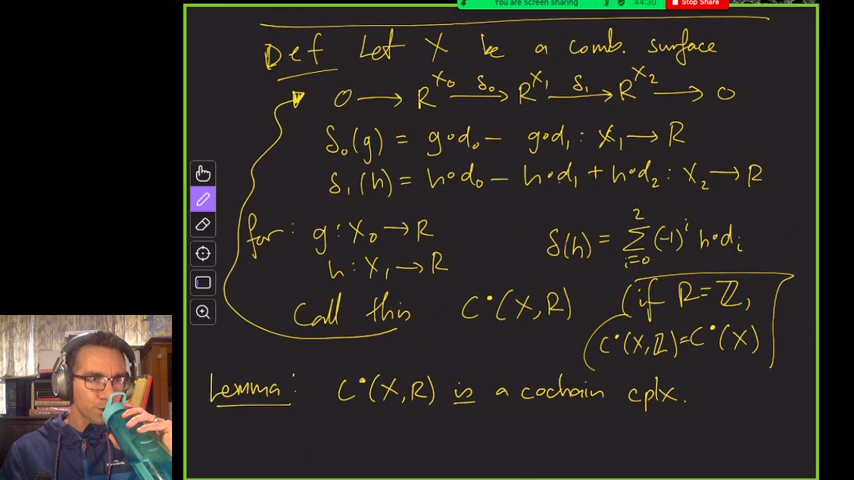 You are screen sharing 44:30 Stop Share
Def Let X be a comb. surface
0 → R^{X_0} —δ_0→ R^{X_1} —δ_1→ R^{X_2} → 0
δ_0(g) = g∘d_0 − g∘d_1 : X_1 → R
δ_1(h) = h∘d_0 − h∘d_1 + h∘d_2 : X_2 → R
for: g : X_0 → R
h : X_1 → R
δ(h) = Σ_{i=0}^{2} (-1)^i h∘d_i
Call this C^•(X,R)
(if R = ℤ,
C^•(X,ℤ) = C^•(X)
Lemma: C^•(X,R) is a cochain cplx.